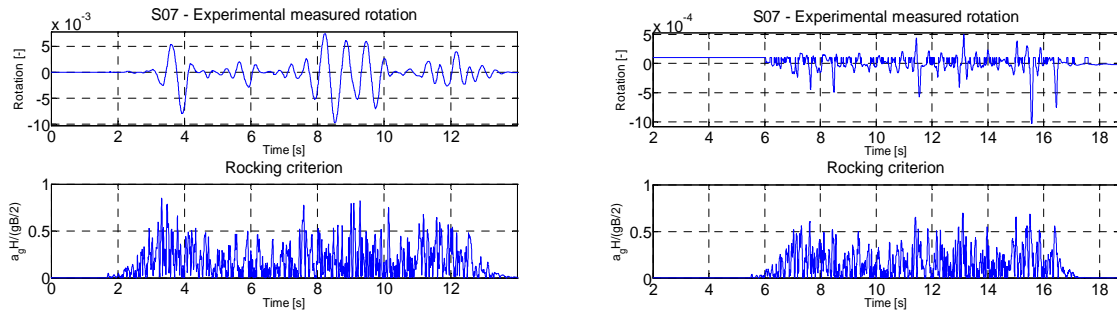 S07 - Experimental measured rotation
x 10-3
5
0
-5
-10
Rotation [-]
0 2 4 6 8 10 12
Time [s]
Rocking criterion
1
0.5
0
agH/(gB/2)
0 2 4 6 8 10 12
Time [s]
S07 - Experimental measured rotation
x 10-4
5
0
-5
-10
Rotation [-]
2 4 6 8 10 12 14 16 18
Time [s]
Rocking criterion
1
0.5
0
agH/(gB/2)
2 4 6 8 10 12 14 16 18
Time [s]